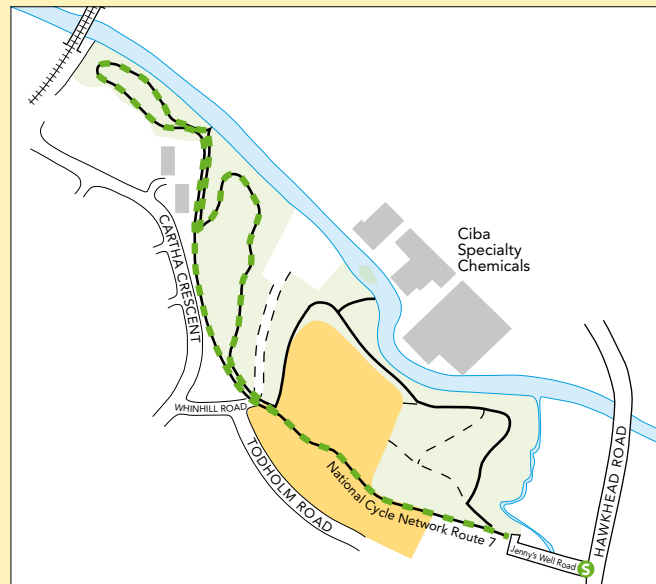 Ciba
Specialty
Chemicals
CARTHA CRESCENT
WHINHILL ROAD
TODHOLM ROAD
National Cycle Network Route 7
HAWKHEAD ROAD
Jenny's Well Road
S